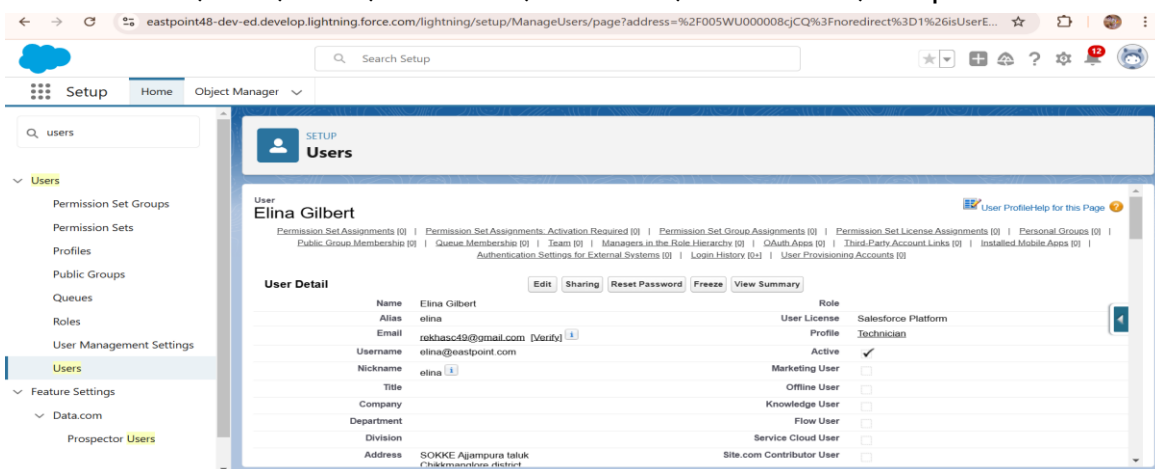 eastpoint48-dev-ed.develop.lightning.force.com/lightning/setup/ManageUsers/page?address=%2F005WU000008cjCQ%3Fnoredirect%3D1%26isUserE...
Search Setup
12
Setup Home Object Manager
users
SETUP
Users
Users
Permission Set Groups
Permission Sets
Profiles
Public Groups
Queues
Roles
User Management Settings
Users
Feature Settings
Data.com
Prospector Users
User
Elina Gilbert
User Profile Help for this Page
Permission Set Assignments [0] | Permission Set Assignments: Activation Required [0] | Permission Set Group Assignments [0] | Permission Set License Assignments [0] | Personal Groups [0] |
Public Group Membership [0] | Queue Membership [0] | Team [0] | Managers in the Role Hierarchy [0] | OAuth Apps [0] | Third-Party Account Links [0] | Installed Mobile Apps [0] |
Authentication Settings for External Systems [0] | Login History [0+] | User Provisioning Accounts [0]
User Detail Edit Sharing Reset Password Freeze View Summary
Name Elina Gilbert Role
Alias elina User License Salesforce Platform
Email rekhasc49@gmail.com [Verify] i Profile Technician
Username elina@eastpoint.com Active ✓
Nickname elina i Marketing User
Title Offline User
Company Knowledge User
Department Flow User
Division Service Cloud User
Address SOKKE Ajjampura taluk Site.com Contributor User
Chikkmanglore district